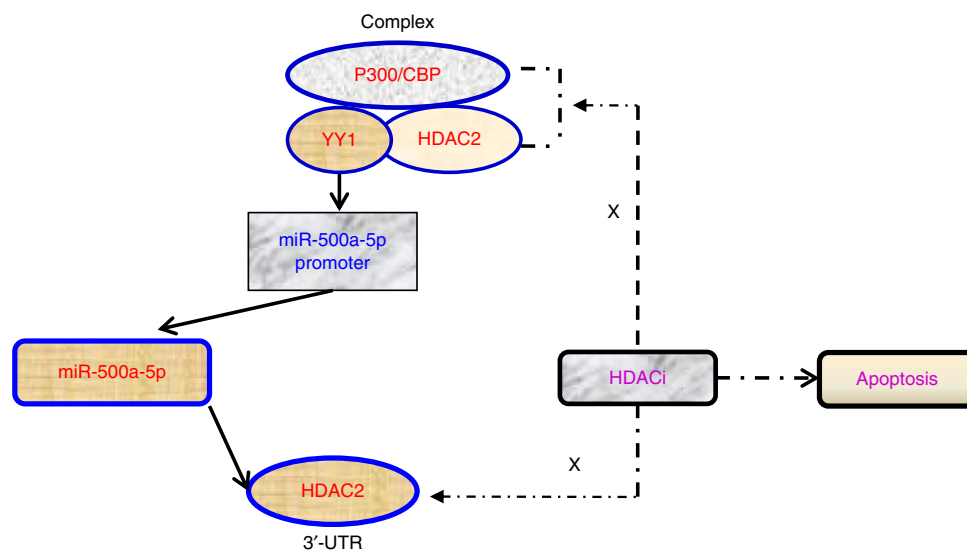 Complex
P300/CBP
YY1
HDAC2
X
miR-500a-5p
promoter
miR-500a-5p
HDACi
Apoptosis
X
HDAC2
3′-UTR